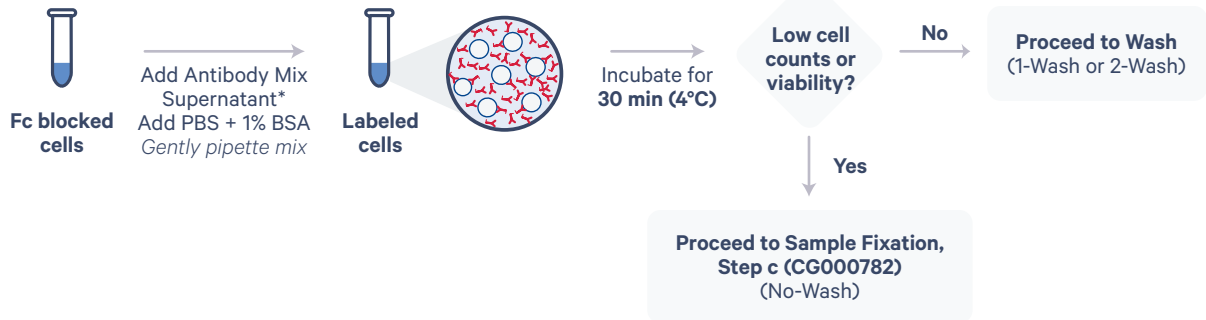 Fc blocked
cells
Add Antibody Mix
Supernatant*
Add PBS + 1% BSA
Gently pipette mix
Labeled
cells
Incubate for
30 min (4°C)
Low cell
counts or
viability?
No
Proceed to Wash
(1-Wash or 2-Wash)
Yes
Proceed to Sample Fixation,
Step c (CG000782)
(No-Wash)